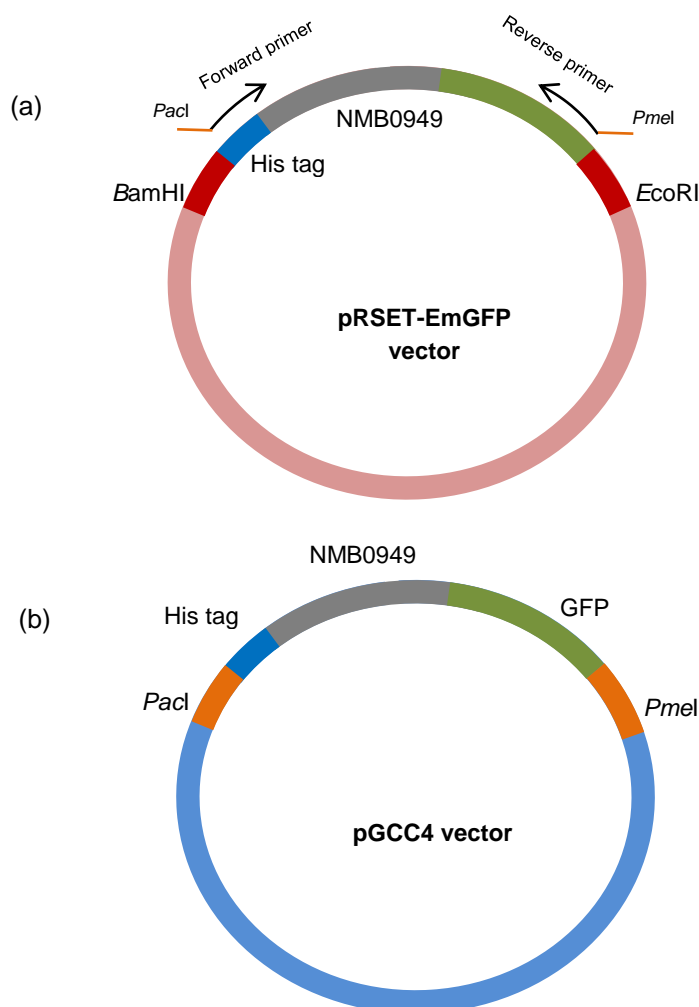 (a)
Forward primer
Reverse primer
PacI
PmeI
NMB0949
His tag
BamHI
EcoRI
pRSET-EmGFP
vector
(b)
NMB0949
His tag
GFP
PacI
PmeI
pGCC4 vector